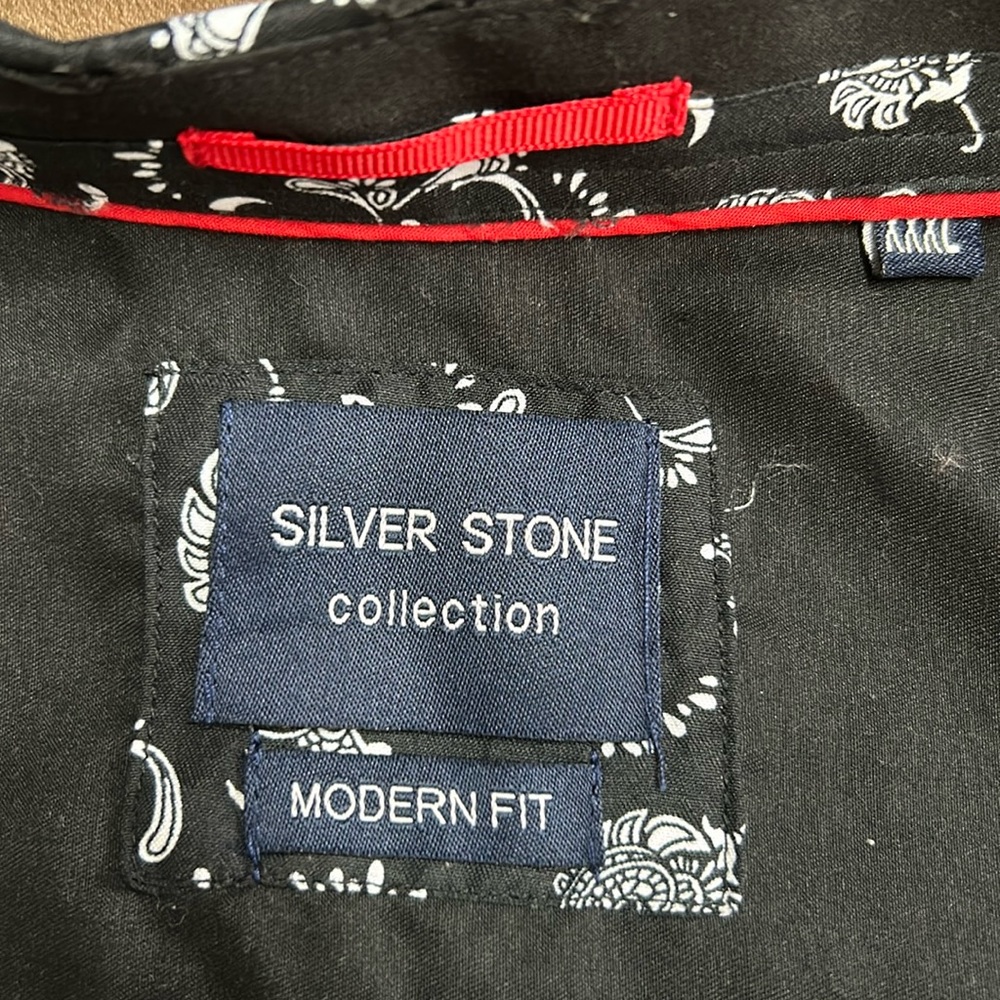 XXXL
SILVER STONE
collection
MODERN FIT